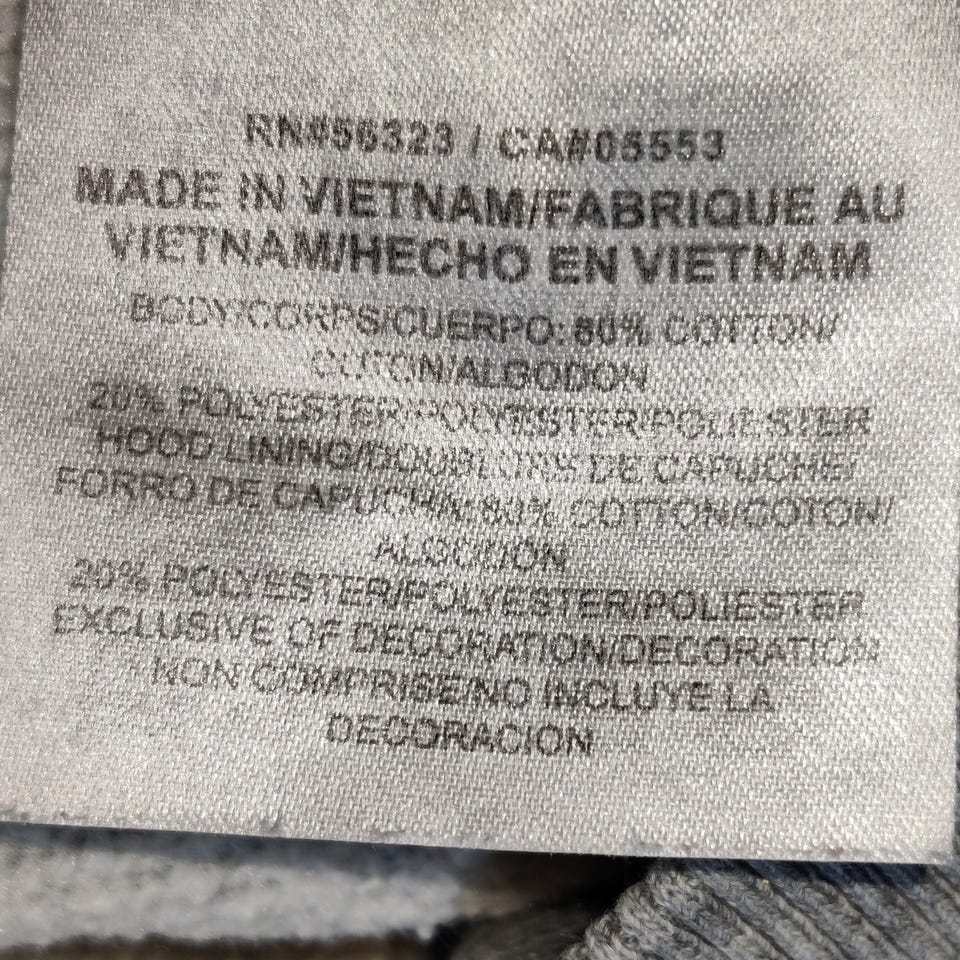 RN#56323 / CA#05553
MADE IN VIETNAM/FABRIQUE AU
VIETNAM/HECHO EN VIETNAM
BODY/CORPS/CUERPO: 80% COTTON/
COTON/ALGODON
20% POLYESTER/POLYESTER/POLIESTER
HOOD LINING/DOUBLURE DE CAPUCHE/
FORRO DE CAPUCHA: 80% COTTON/COTON/
ALGODON
20% POLYESTER/POLYESTER/POLIESTER
EXCLUSIVE OF DECORATION/DECORATION
NON COMPRISE/NO INCLUYE LA
DECORACION